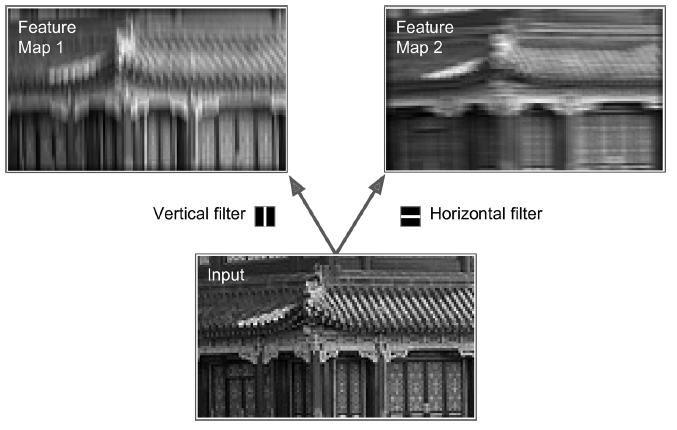 Feature
Map 1
Feature
Map 2
Vertical filter
Horizontal filter
Input